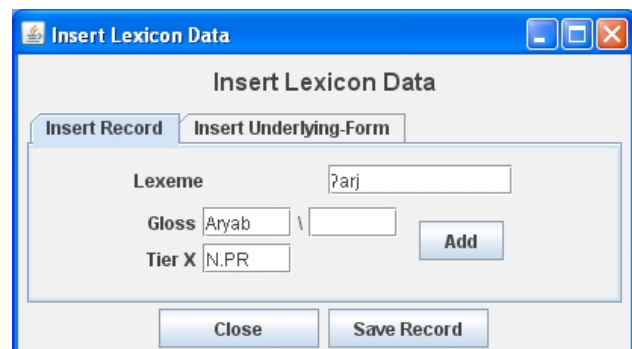 Insert Lexicon Data
Insert Lexicon Data
Insert Record Insert Underlying-Form
Lexeme ʔarj
Gloss Aryab \
Add
Tier X N.PR
Close Save Record